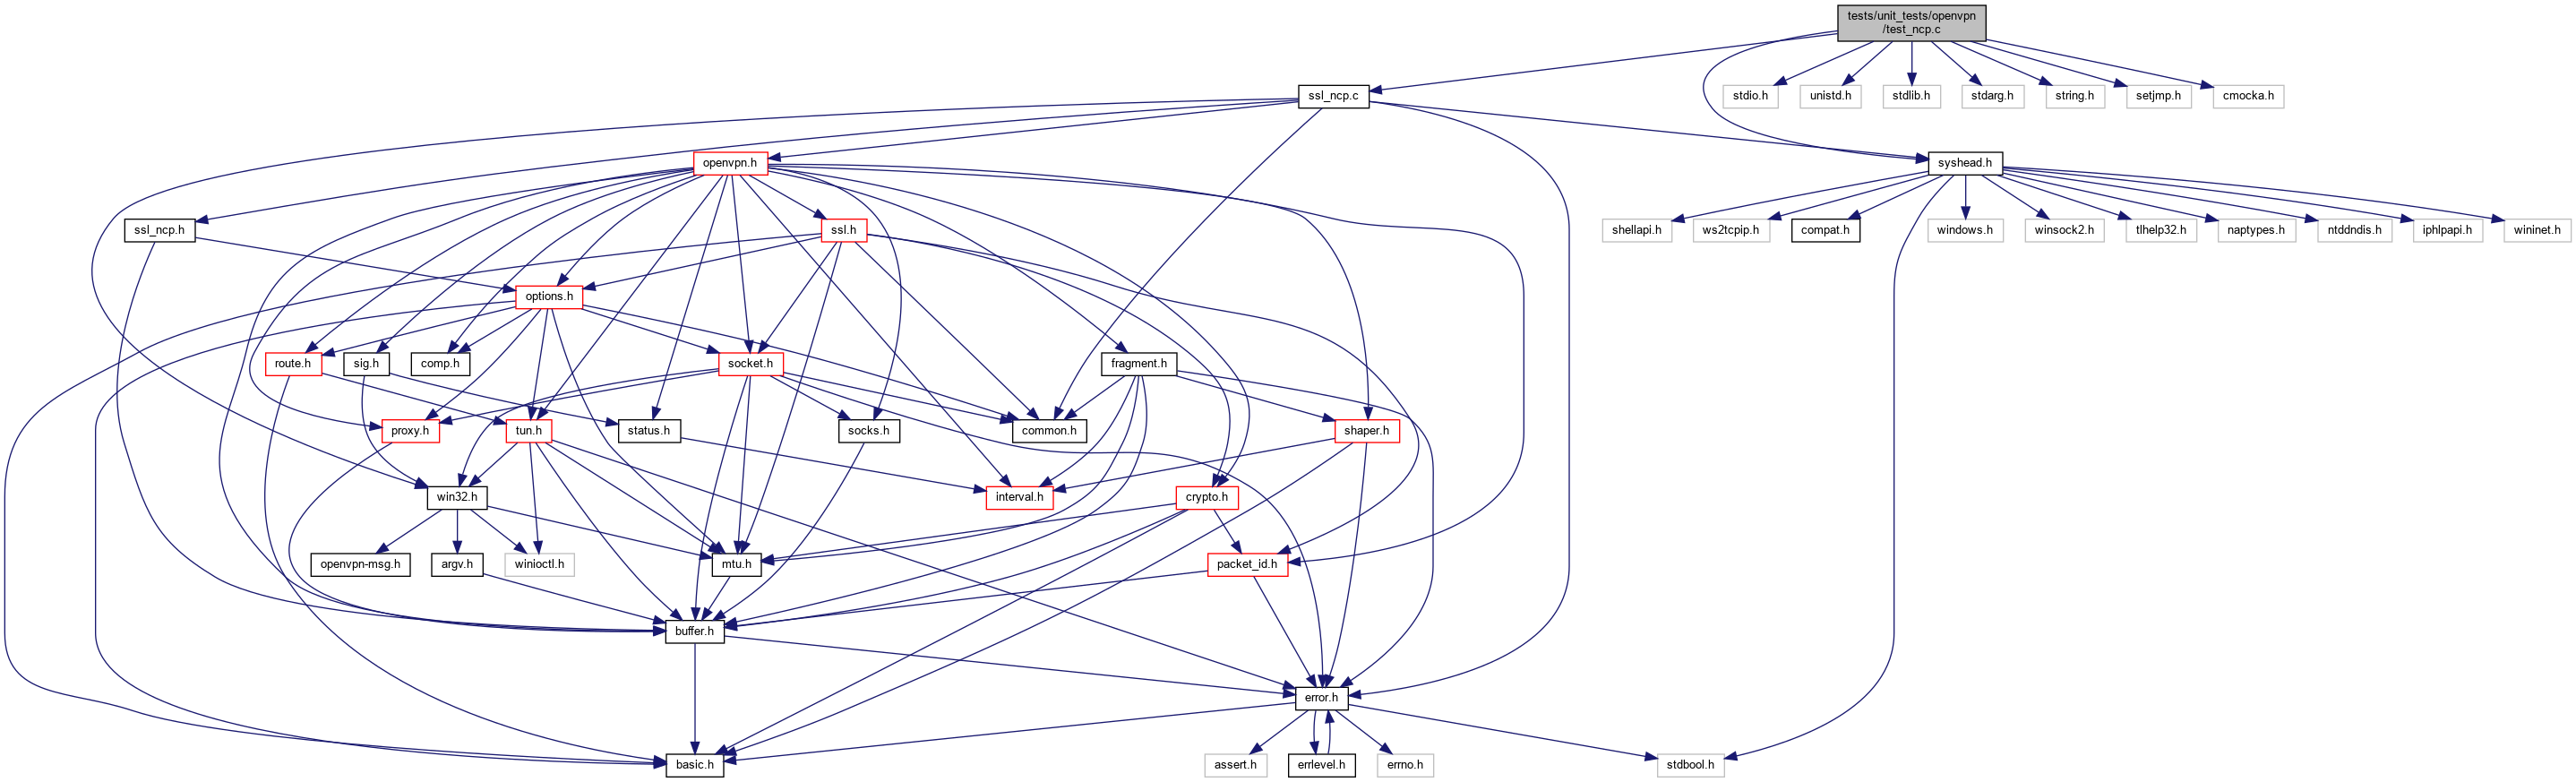 tests/unit_tests/openvpn
/test_ncp.c
ssl_ncp.c
stdio.h
unistd.h
stdlib.h
stdarg.h
string.h
setjmp.h
cmocka.h
openvpn.h
syshead.h
ssl_ncp.h
ssl.h
shellapi.h
ws2tcpip.h
compat.h
windows.h
winsock2.h
tlhelp32.h
naptypes.h
ntddndis.h
iphlpapi.h
wininet.h
options.h
route.h
sig.h
comp.h
socket.h
fragment.h
proxy.h
tun.h
status.h
socks.h
common.h
shaper.h
win32.h
interval.h
crypto.h
openvpn-msg.h
argv.h
winioctl.h
mtu.h
packet_id.h
buffer.h
error.h
basic.h
assert.h
errlevel.h
errno.h
stdbool.h